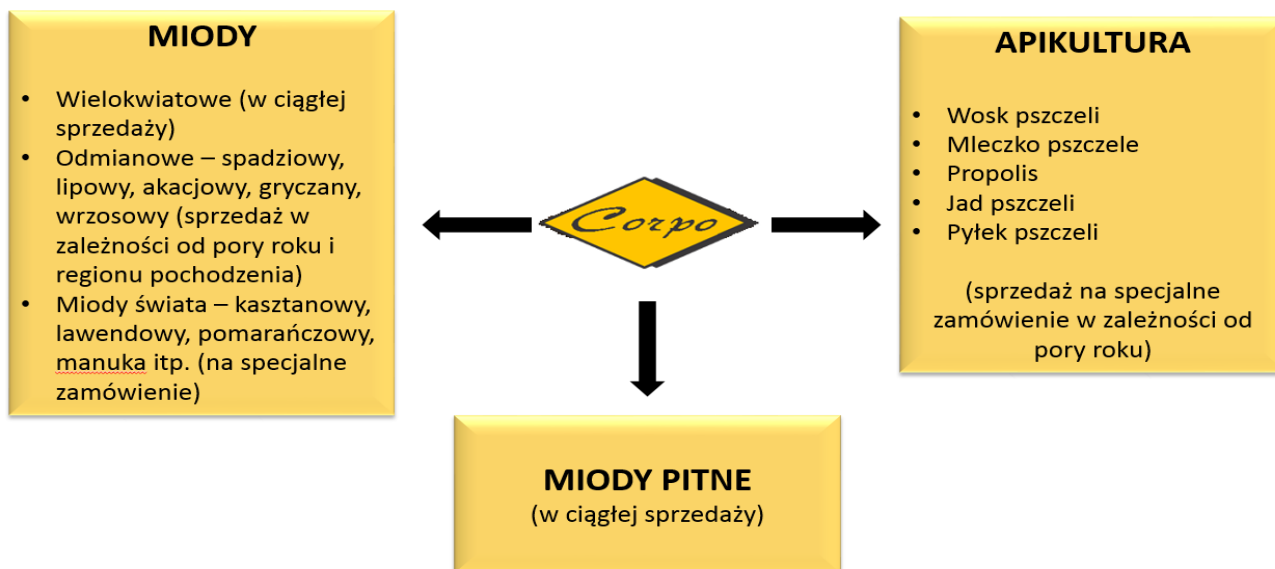 MIODY
• Wielokwiatowe (w ciągłej
sprzedaży)
• Odmianowe – spadziowy,
lipowy, akacjowy, gryczany,
wrzosowy (sprzedaż w
zależności od pory roku i
regionu pochodzenia)
• Miody świata – kasztanowy,
lawendowy, pomarańczowy,
manuka itp. (na specjalne
zamówienie)
Corpo
APIKULTURA
• Wosk pszczeli
• Mleczko pszczele
• Propolis
• Jad pszczeli
• Pyłek pszczeli
(sprzedaż na specjalne
zamówienie w zależności od
pory roku)
MIODY PITNE
(w ciągłej sprzedaży)